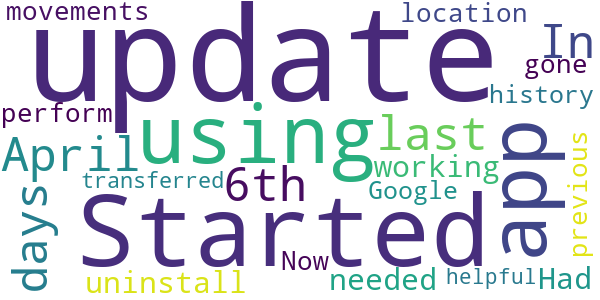 movements
update
location
In
gone
history
perform
using
last
app
April
working
previous
transferred
6th
Google
days
Started
Now
uninstall
needed
helpful
Had